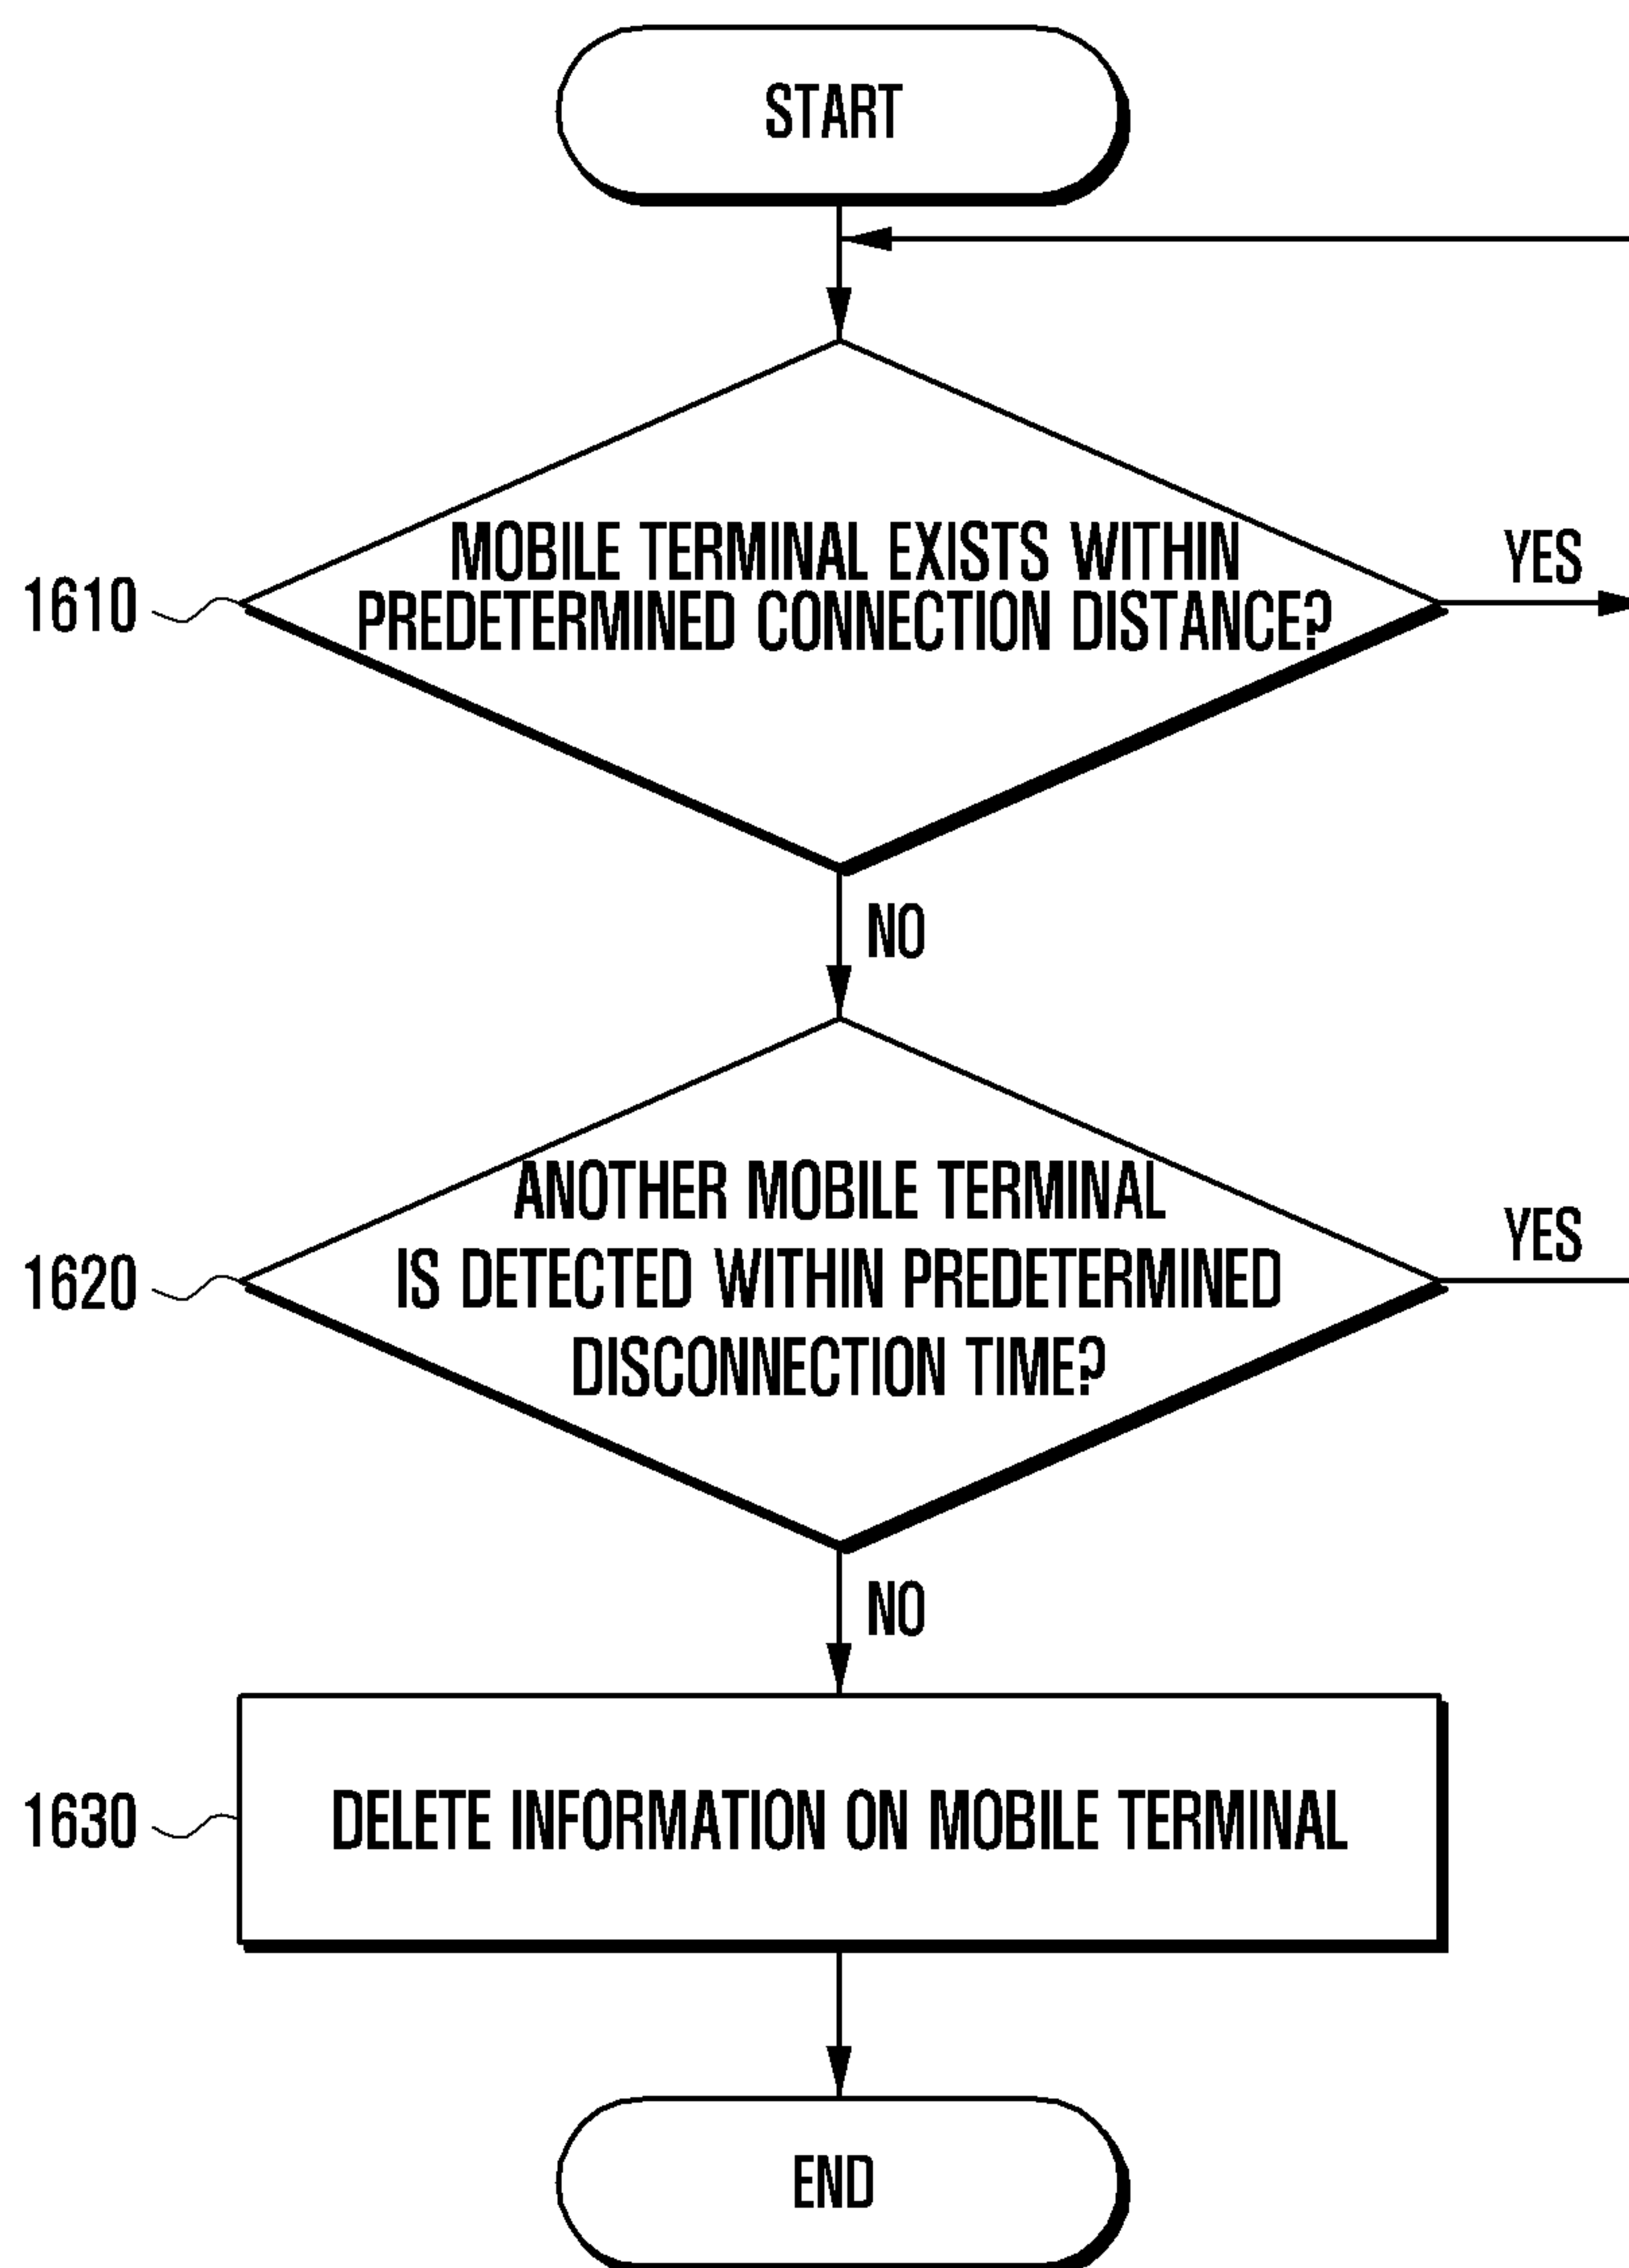 START
MOBILE TERMINAL EXISTS WITHIN
PREDETERMINED CONNECTION DISTANCE?
YES
1610
NO
ANOTHER MOBILE TERMINAL
IS DETECTED WITHIN PREDETERMINED
DISCONNECTION TIME?
YES
1620
NO
1630
DELETE INFORMATION ON MOBILE TERMINAL
END